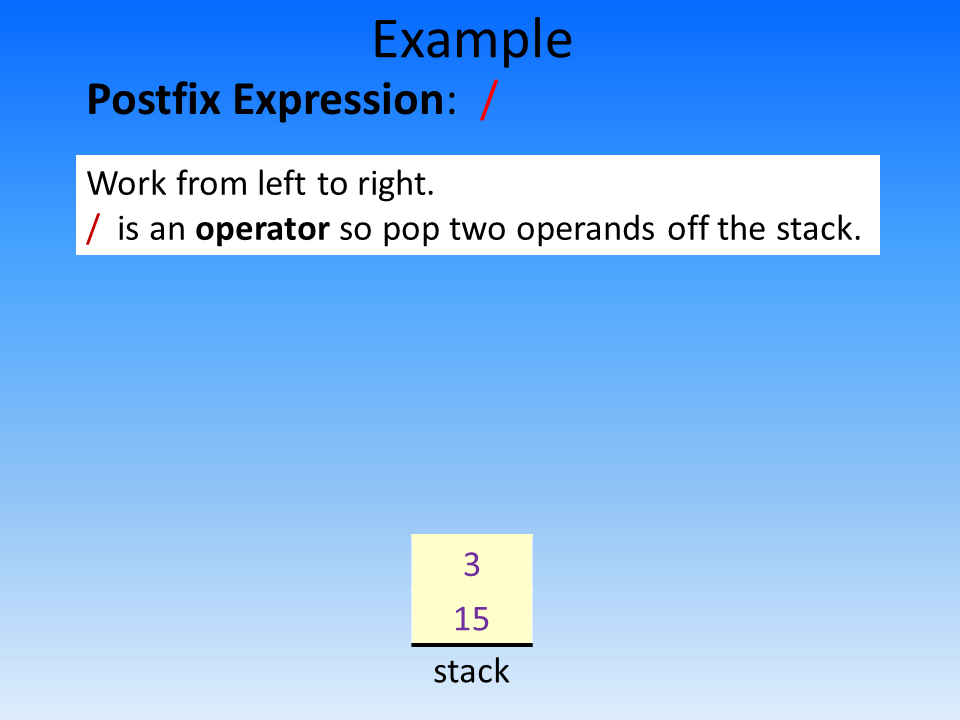 Example
Postfix Expression: /
Work from left to right.
/ is an operator so pop two operands off the stack.
3
15
stack